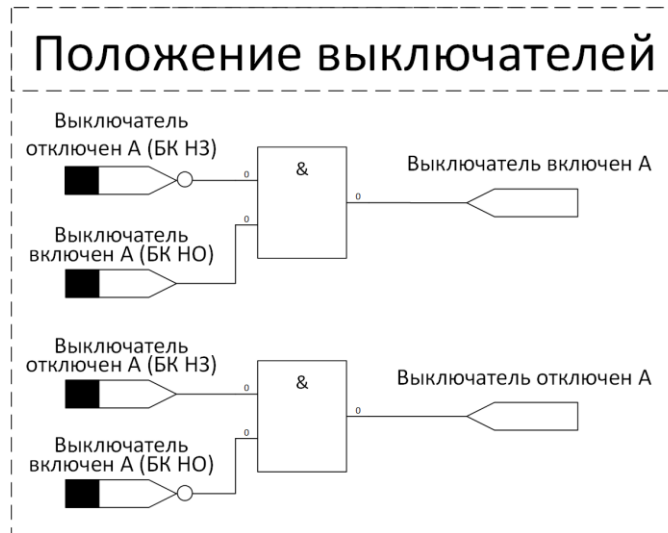 Положение выключателей
Выключатель
отключен А (БК НЗ)
0
&
Выключатель включен А
0
0
Выключатель
включен А (БК НО)
Выключатель
отключен А (БК НЗ)
0
&
Выключатель отключен А
0
0
Выключатель
включен А (БК НО)